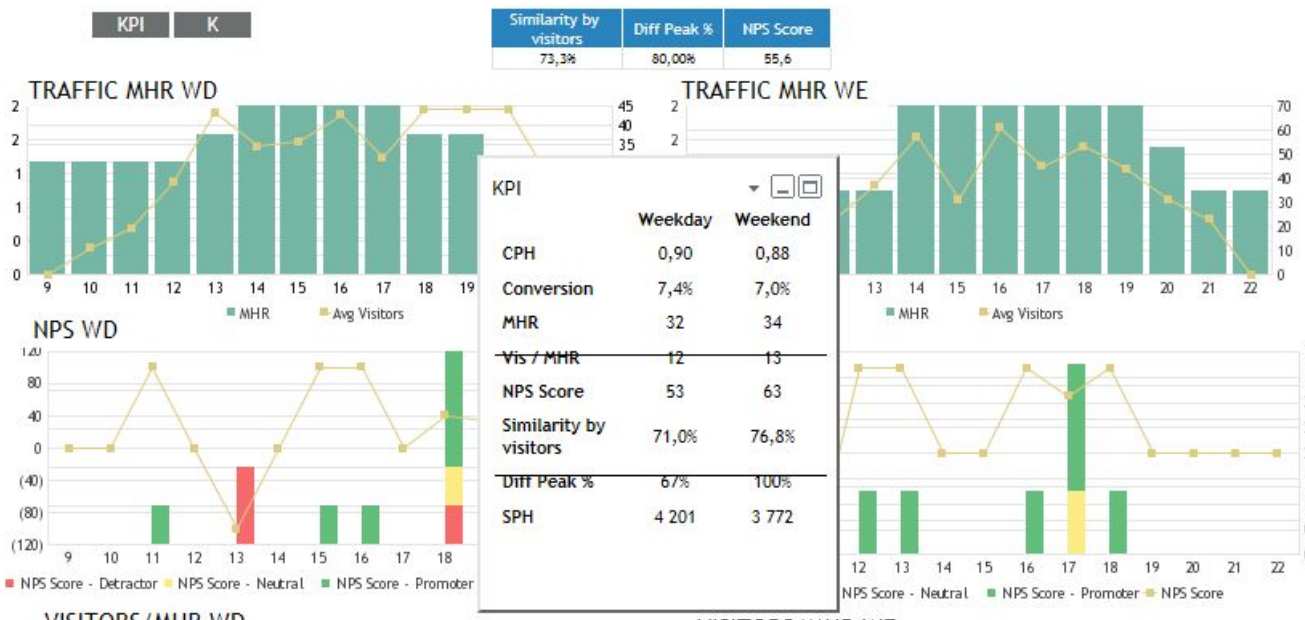 KPI K
Similarity by visitors Diff Peak % NPS Score
73,3% 80,00% 55,6
TRAFFIC MHR WD
2 2 1 1 0 0
45 40 35
9 10 11 12 13 14 15 16 17 18 19
MHR Avg Visitors
TRAFFIC MHR WE
2 2
70 60 50 40 30 20 10 0
13 14 15 16 17 18 19 20 21 22
MHR Avg Visitors
KPI
Weekday Weekend
CPH 0,90 0,88
Conversion 7,4% 7,0%
MHR 32 34
Vis / MHR 12 13
NPS Score 53 63
Similarity by visitors 71,0% 76,8%
Diff Peak % 67% 100%
SPH 4 201 3 772
NPS WD
120 80 40 0 (40) (80) (120)
9 10 11 12 13 14 15 16 17 18
NPS Score - Detractor NPS Score - Neutral NPS Score - Promoter
12 13 14 15 16 17 18 19 20 21 22
NPS Score - Neutral NPS Score - Promoter NPS Score
VISITORS/MHR WD